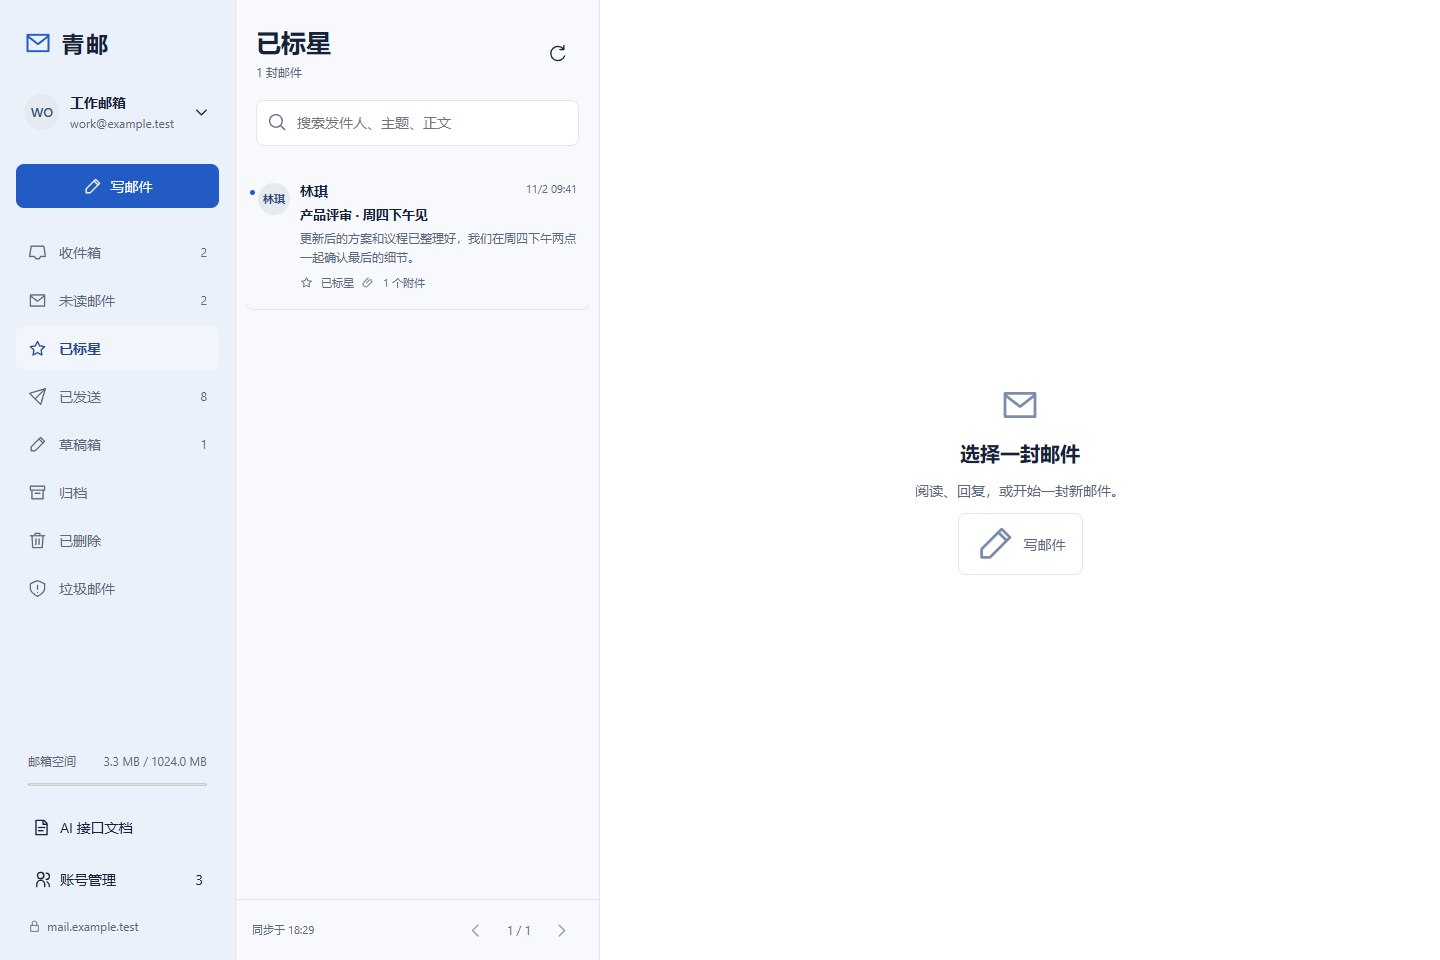 青邮
WO
工作邮箱
work@example.test
写邮件
收件箱 2
未读邮件 2
已标星
已发送 8
草稿箱 1
归档
已删除
垃圾邮件
邮箱空间 3.3 MB / 1024.0 MB
AI 接口文档
账号管理 3
mail.example.test
已标星
1 封邮件
搜索发件人、主题、正文
林琪
林琪 11/2 09:41
产品评审 · 周四下午见
更新后的方案和议程已整理好，我们在周四下午两点
一起确认最后的细节。
已标星 1 个附件
同步于 18:29 1 / 1
选择一封邮件
阅读、回复，或开始一封新邮件。
写邮件